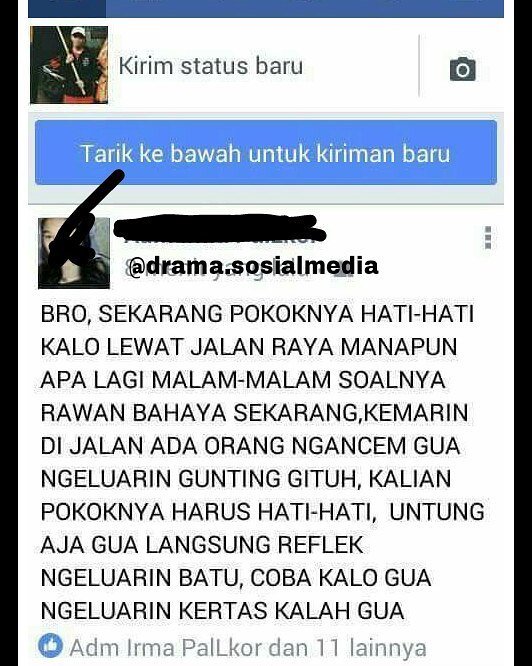 Kirim status baru
Tarik ke bawah untuk kiriman baru
@drama.sosialmedia
BRO, SEKARANG POKOKNYA HATI-HATI
KALO LEWAT JALAN RAYA MANAPUN
APA LAGI MALAM-MALAM SOALNYA
RAWAN BAHAYA SEKARANG,KEMARIN
DI JALAN ADA ORANG NGANCEM GUA
NGELUARIN GUNTING GITUH, KALIAN
POKOKNYA HARUS HATI-HATI, UNTUNG
AJA GUA LANGSUNG REFLEK
NGELUARIN BATU, COBA KALO GUA
NGELUARIN KERTAS KALAH GUA
Adm Irma PalLkor dan 11 lainnya